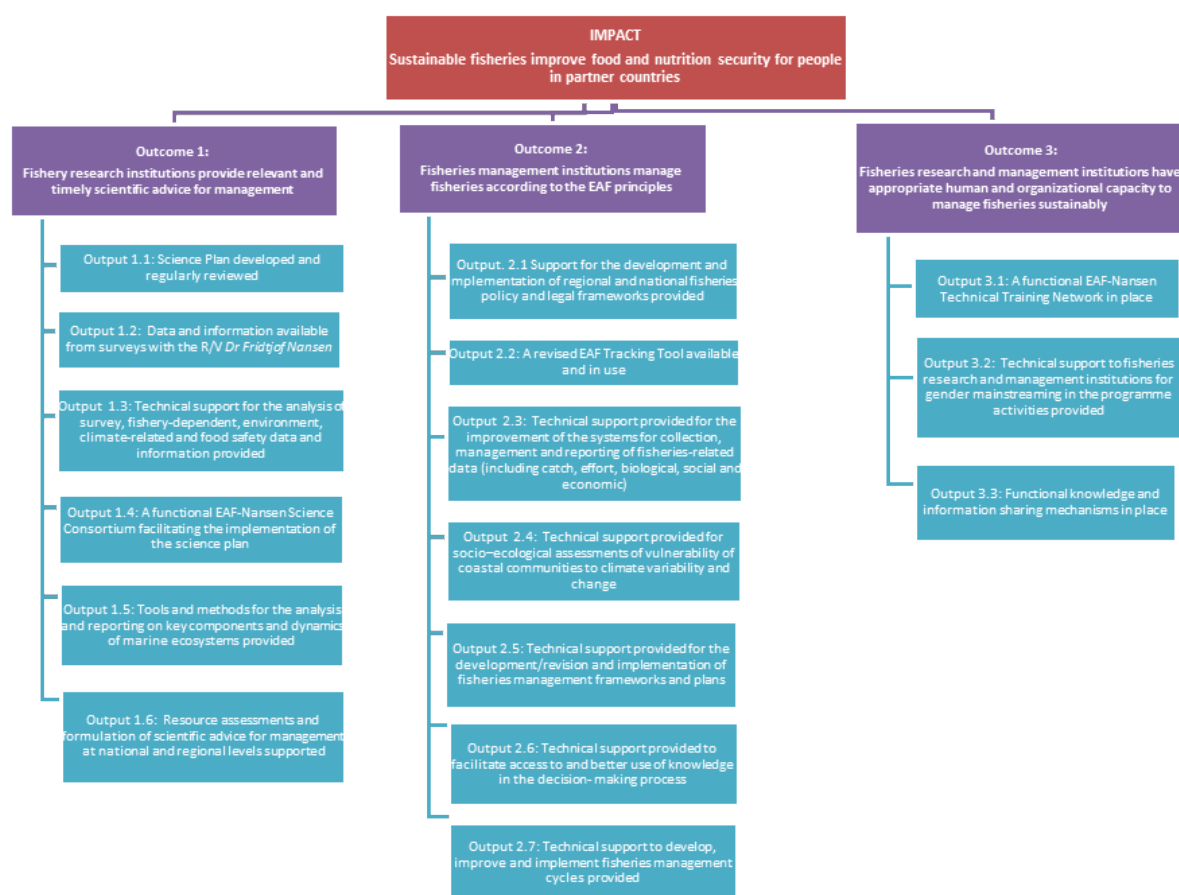 IMPACT
Sustainable fisheries improve food and nutrition security for people
in partner countries
Outcome 1:
Fishery research institutions provide relevant and
timely scientific advice for management
Output 1.1: Science Plan developed and
regularly reviewed
Output 1.2: Data and information available
from surveys with the R/V Dr Fridtjof Nansen
Output 1.3: Technical support for the analysis of
survey, fishery-dependent, environment,
climate-related and food safety data and
information provided
Output 1.4: A functional EAF-Nansen Science
Consortium facilitating the implementation of
the science plan
Output 1.5: Tools and methods for the analysis
and reporting on key components and dynamics
of marine ecosystems provided
Output 1.6: Resource assessments and
formulation of scientific advice for management
at national and regional levels supported
Outcome 2:
Fisheries management institutions manage
fisheries according to the EAF principles
Output. 2.1 Support for the development and
implementation of regional and national fisheries
policy and legal frameworks provided
Output 2.2: A revised EAF Tracking Tool available
and in use
Output 2.3: Technical support provided for the
improvement of the systems for collection,
management and reporting of fisheries-related
data (including catch, effort, biological, social and
economic)
Output 2.4: Technical support provided for
socio–ecological assessments of vulnerability of
coastal communities to climate variability and
change
Output 2.5: Technical support provided for the
development/revision and implementation of
fisheries management frameworks and plans
Output 2.6: Technical support provided to
facilitate access to and better use of knowledge
in the decision- making process
Output 2.7: Technical support to develop,
improve and implement fisheries management
cycles provided
Outcome 3:
Fisheries research and management institutions have
appropriate human and organizational capacity to
manage fisheries sustainably
Output 3.1: A functional EAF-Nansen
Technical Training Network in place
Output 3.2: Technical support to fisheries
research and management institutions for
gender mainstreaming in the programme
activities provided
Output 3.3: Functional knowledge and
information sharing mechanisms in place